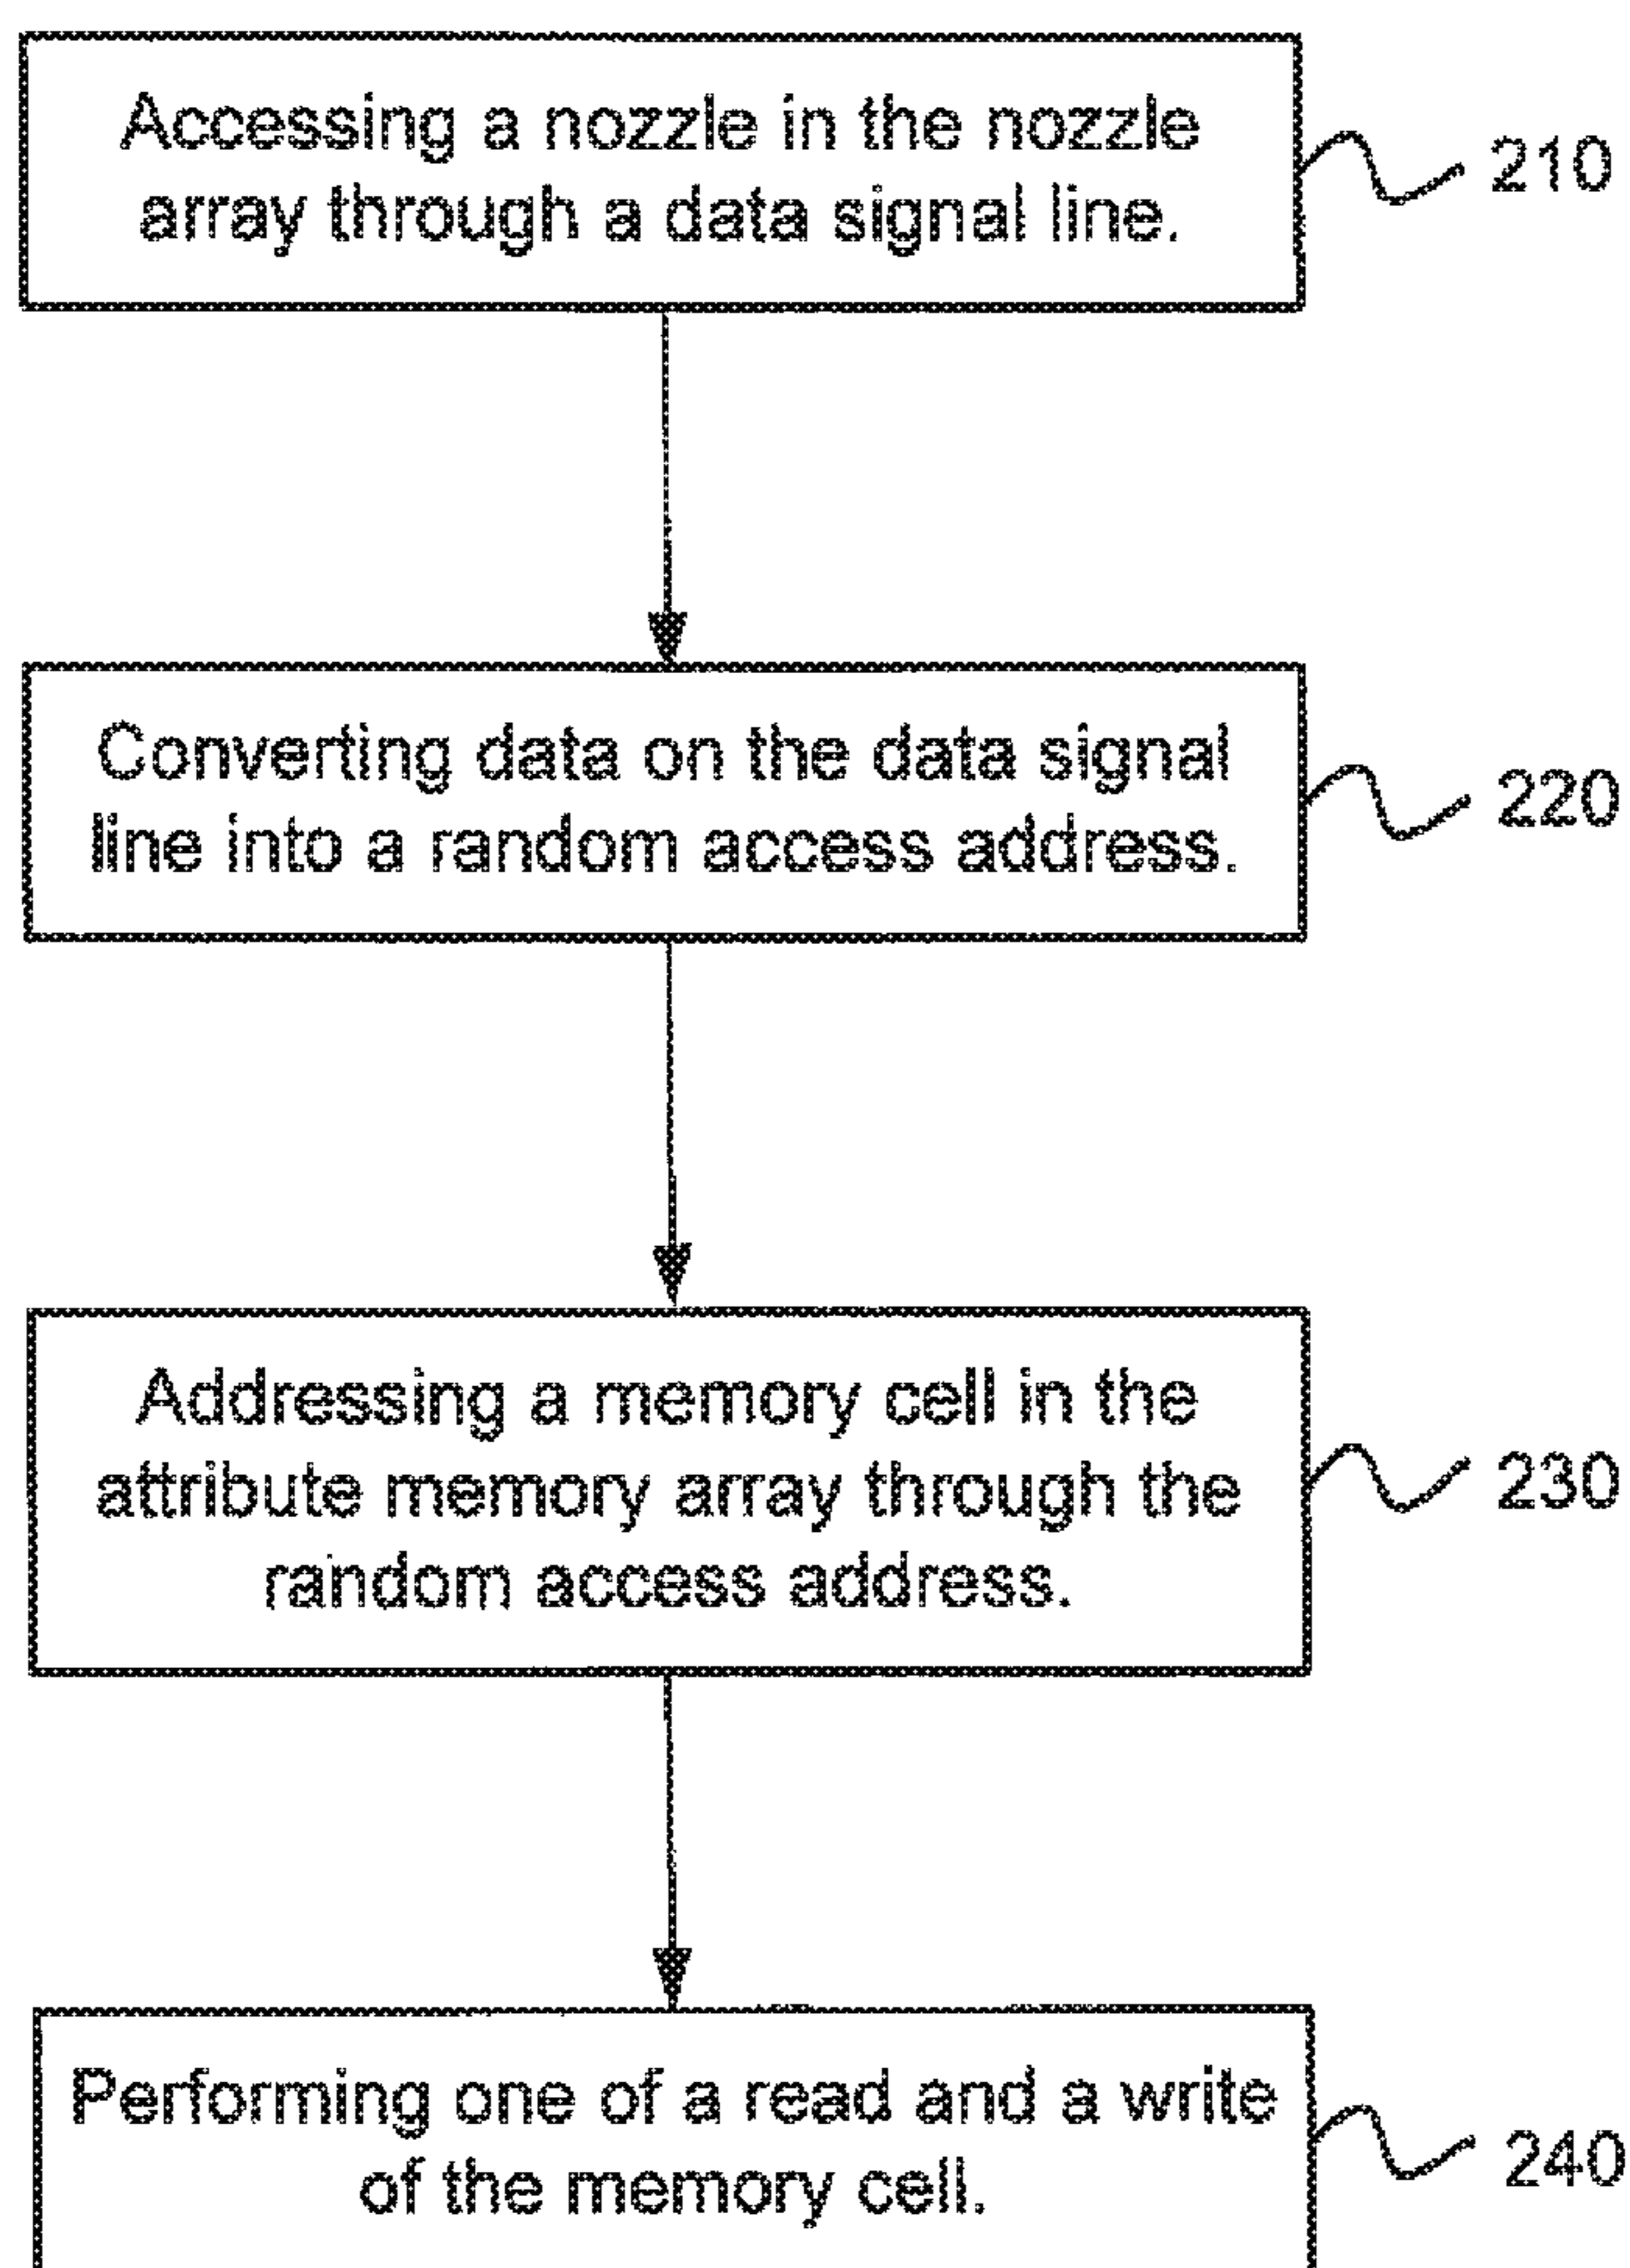 Accessing a nozzle in the nozzle
array through a data signal line.
210
Converting data on the data signal
line into a random access address.
220
Addressing a memory cell in the
attribute memory array through the
random access address.
230
Performing one of a read and a write
of the memory cell.
240